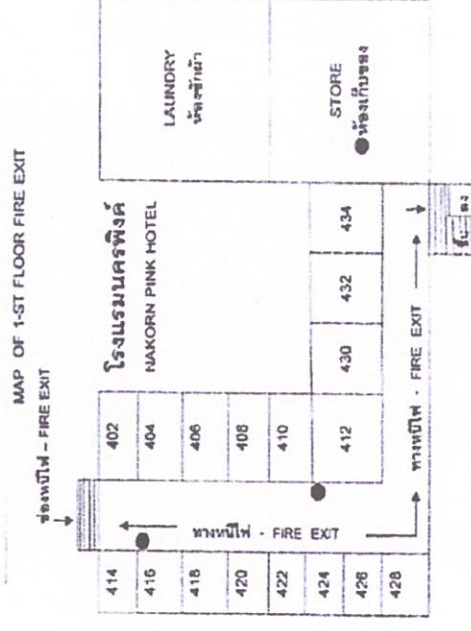 MAP OF 1-ST FLOOR FIRE EXIT
ช่องหนีไฟ – FIRE EXIT
โรงแรมนครพิงค์
NAKORN PINK HOTEL
LAUNDRY
ห้องซักผ้า
STORE
ห้องเก็บของ
402
404
406
408
410
412
430
432
434
414
416
418
420
422
424
426
428
ทางหนีไฟ - FIRE EXIT
ทางหนีไฟ - FIRE EXIT
ขึ้น
ลง